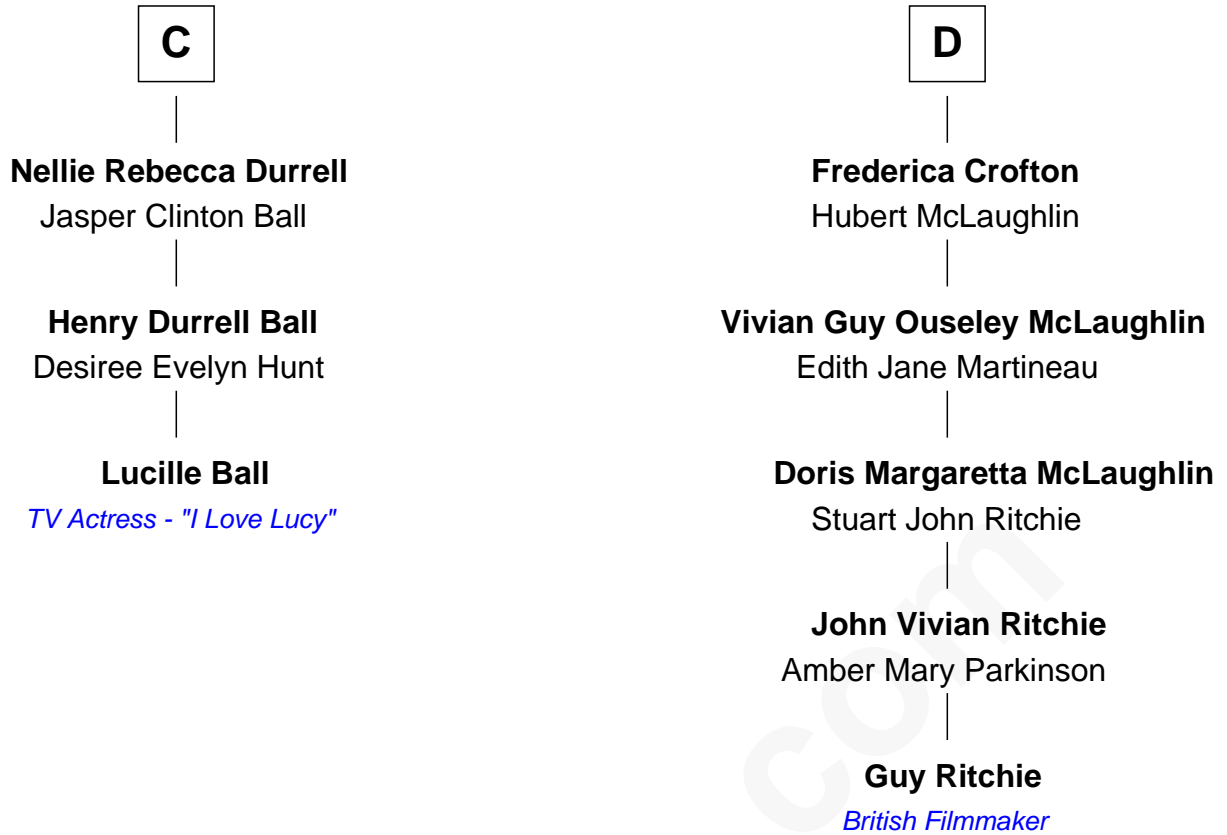 C
Nellie Rebecca Durrell
Jasper Clinton Ball
Henry Durrell Ball
Desiree Evelyn Hunt
Lucille Ball
TV Actress - "I Love Lucy"
D
Frederica Crofton
Hubert McLaughlin
Vivian Guy Ouseley McLaughlin
Edith Jane Martineau
Doris Margaretta McLaughlin
Stuart John Ritchie
John Vivian Ritchie
Amber Mary Parkinson
Guy Ritchie
British Filmmaker
com